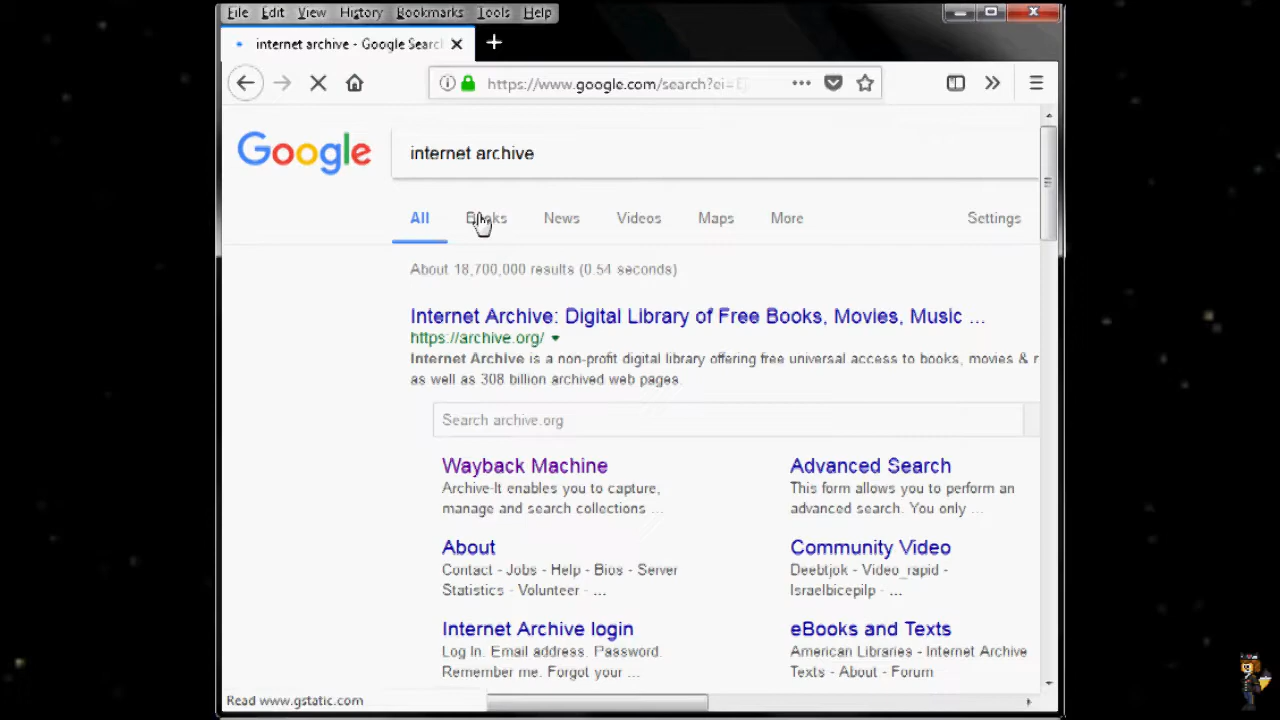 File Edit View History Bookmarks Tools Help
internet archive - Google Search
https://www.google.com/search?ei=
Google
internet archive
All Books News Videos Maps More Settings
About 18,700,000 results (0.54 seconds)
Internet Archive: Digital Library of Free Books, Movies, Music ...
https://archive.org/
Internet Archive is a non-profit digital library offering free universal access to books, movies &
as well as 308 billion archived web pages.
Search archive.org
Wayback Machine
Archive-It enables you to capture,
manage and search collections ...
Advanced Search
This form allows you to perform an
advanced search. You only ...
About
Contact - Jobs - Help - Bios - Server
Statistics - Volunteer - ...
Community Video
Deebtjok - Video_rapid -
Israelbicepilp - ...
Internet Archive login
Log In. Email address. Password.
Remember me. Forgot your ...
eBooks and Texts
American Libraries - Internet Archive
Texts - About - Forum
Read www.gstatic.com